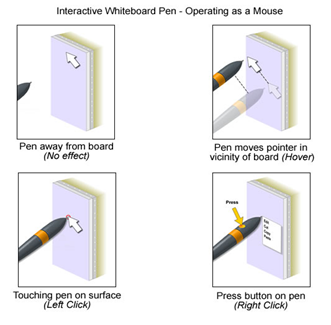 Interactive Whiteboard Pen - Operating as a Mouse
Pen away from board
(No effect)
Pen moves pointer in
vicinity of board (Hover)
Touching pen on surface
(Left Click)
Press
Press button on pen
(Right Click)